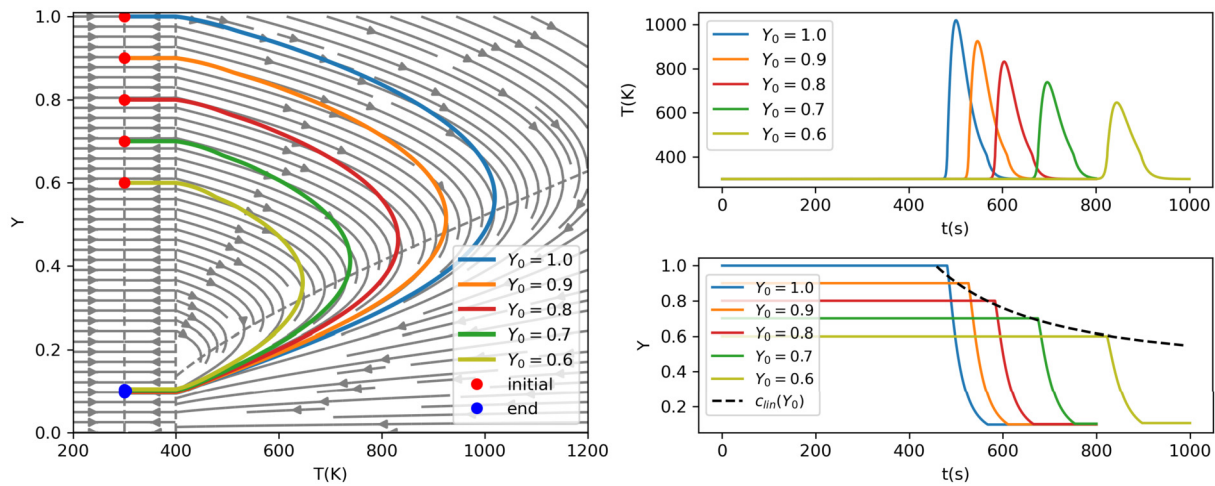 1.0
0.8
0.6
0.4
0.2
0.0
Y
200
400
600
800
1000
1200
T(K)
Y₀ = 1.0
Y₀ = 0.9
Y₀ = 0.8
Y₀ = 0.7
Y₀ = 0.6
initial
end
1000
800
600
400
T(K)
Y₀ = 1.0
Y₀ = 0.9
Y₀ = 0.8
Y₀ = 0.7
Y₀ = 0.6
0
200
400
600
800
1000
t(s)
1.0
0.8
0.6
0.4
0.2
Y
Y₀ = 1.0
Y₀ = 0.9
Y₀ = 0.8
Y₀ = 0.7
Y₀ = 0.6
c_lin(Y₀)
0
200
400
600
800
1000
t(s)